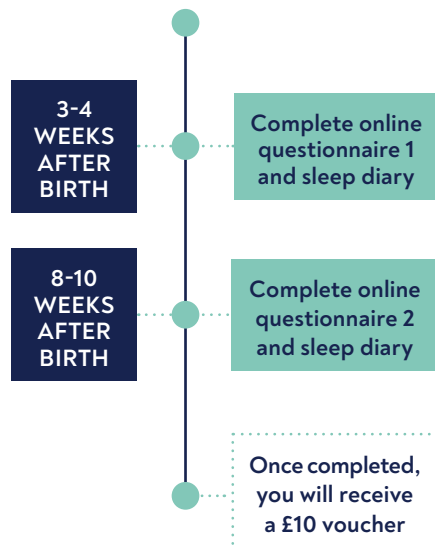 3-4
WEEKS
AFTER
BIRTH
Complete online
questionnaire 1
and sleep diary
8-10
WEEKS
AFTER
BIRTH
Complete online
questionnaire 2
and sleep diary
Once completed,
you will receive
a £10 voucher